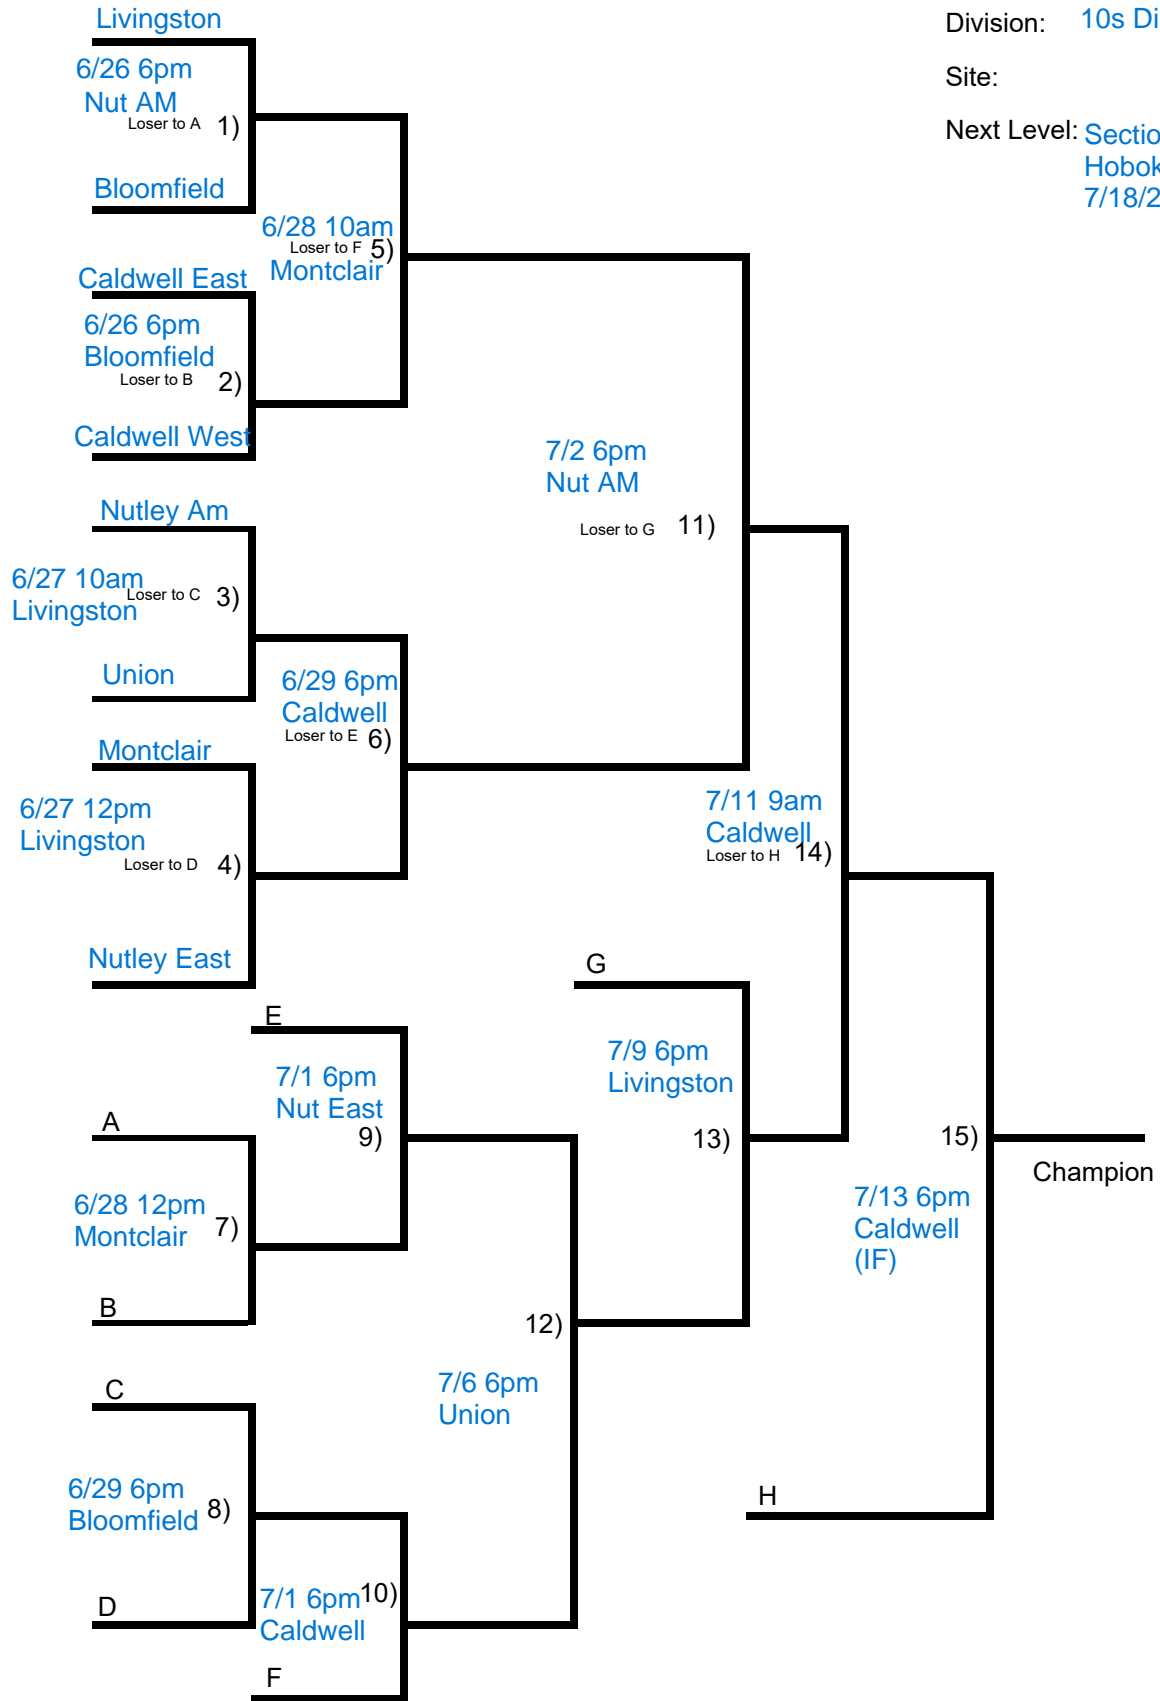 Livingston
Division: 10s Di
6/26 6pm
Nut AM
Loser to A 1)
Site:
Next Level: Sectio
Hobok
7/18/2
Bloomfield
6/28 10am
Loser to F 5)
Montclair
Caldwell East
6/26 6pm
Bloomfield
Loser to B 2)
Caldwell West
7/2 6pm
Nut AM
Loser to G 11)
Nutley Am
6/27 10am
Loser to C 3)
Livingston
Union
6/29 6pm
Caldwell
Loser to E 6)
Montclair
6/27 12pm
Livingston
Loser to D 4)
7/11 9am
Caldwell
Loser to H 14)
Nutley East
G
E
7/1 6pm
Nut East
9)
7/9 6pm
Livingston
13)
A
15)
Champion
6/28 12pm
Montclair 7)
7/13 6pm
Caldwell
(IF)
B
12)
C
7/6 6pm
Union
6/29 6pm
Bloomfield 8)
H
D
7/1 6pm 10)
Caldwell
F